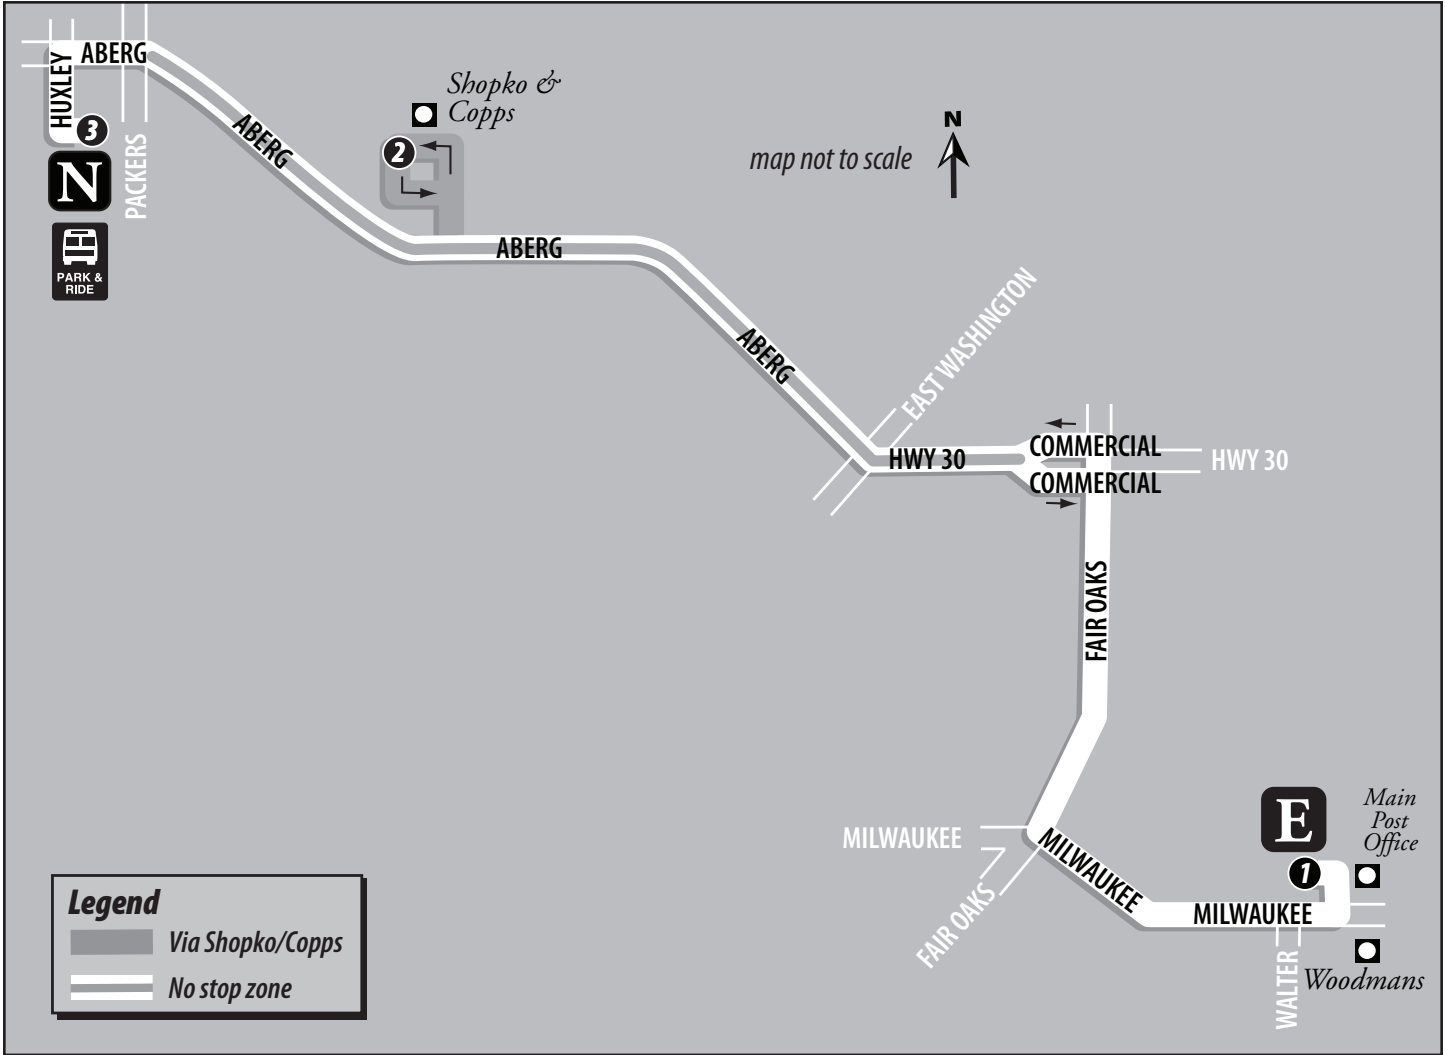 ABERG
HUXLEY
3
N
PARK &
RIDE
PACKERS
ABERG
Shopko &
Copps
2
map not to scale
N
ABERG
ABERG
EAST WASHINGTON
HWY 30
COMMERCIAL
COMMERCIAL
HWY 30
FAIR OAKS
MILWAUKEE
FAIR OAKS
MILWAUKEE
E
Main
Post
Office
1
MILWAUKEE
WALTER
Woodmans
Legend
Via Shopko/Copps
No stop zone